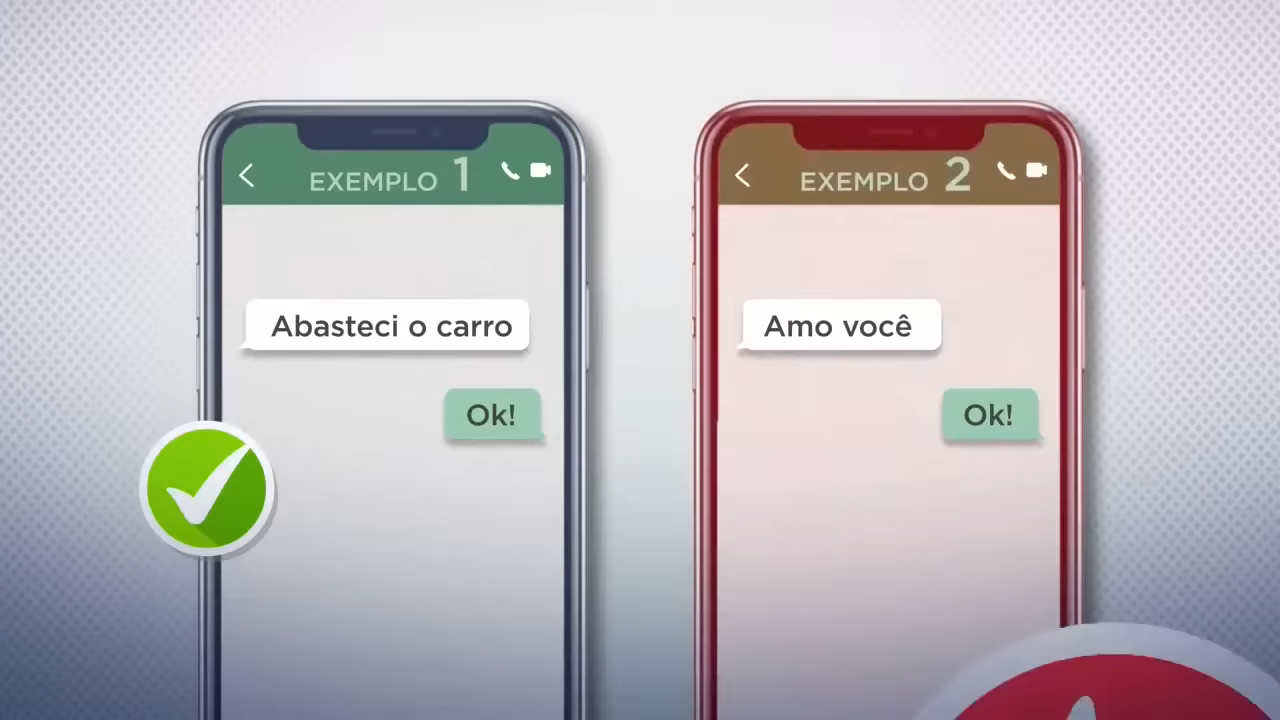 EXEMPLO 1
Abasteci o carro
Ok!
EXEMPLO 2
Amo você
Ok!